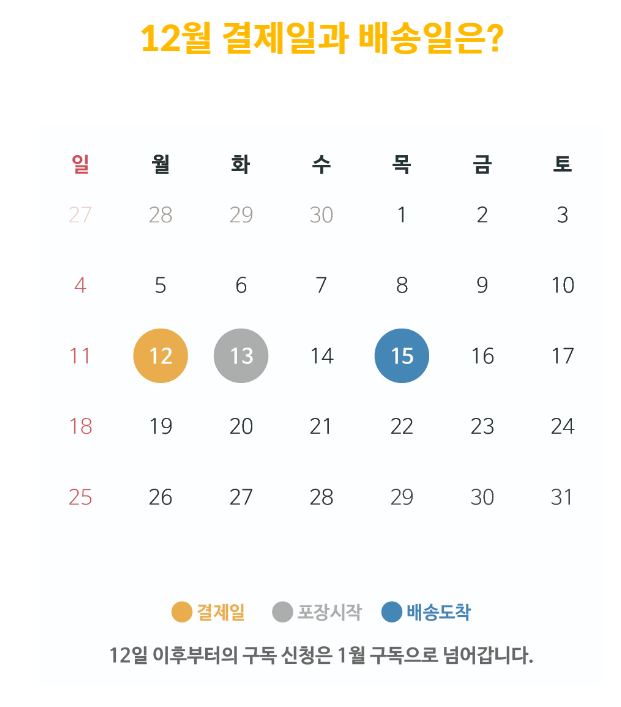 12월 결제일과 배송일은?
일 월 화 수 목 금 토
27 28 29 30 1 2 3
4 5 6 7 8 9 10
11 12 13 14 15 16 17
18 19 20 21 22 23 24
25 26 27 28 29 30 31
결제일 포장시작 배송도착
12일 이후부터의 구독 신청은 1월 구독으로 넘어갑니다.